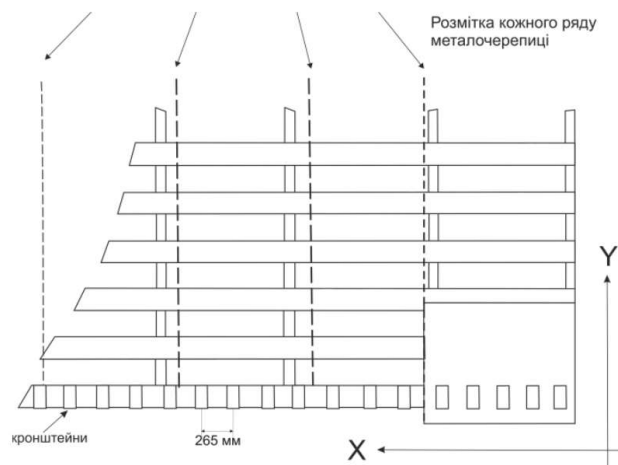 Розмітка кожного ряду
металочерепиці
Y
кронштейни
265 мм
X